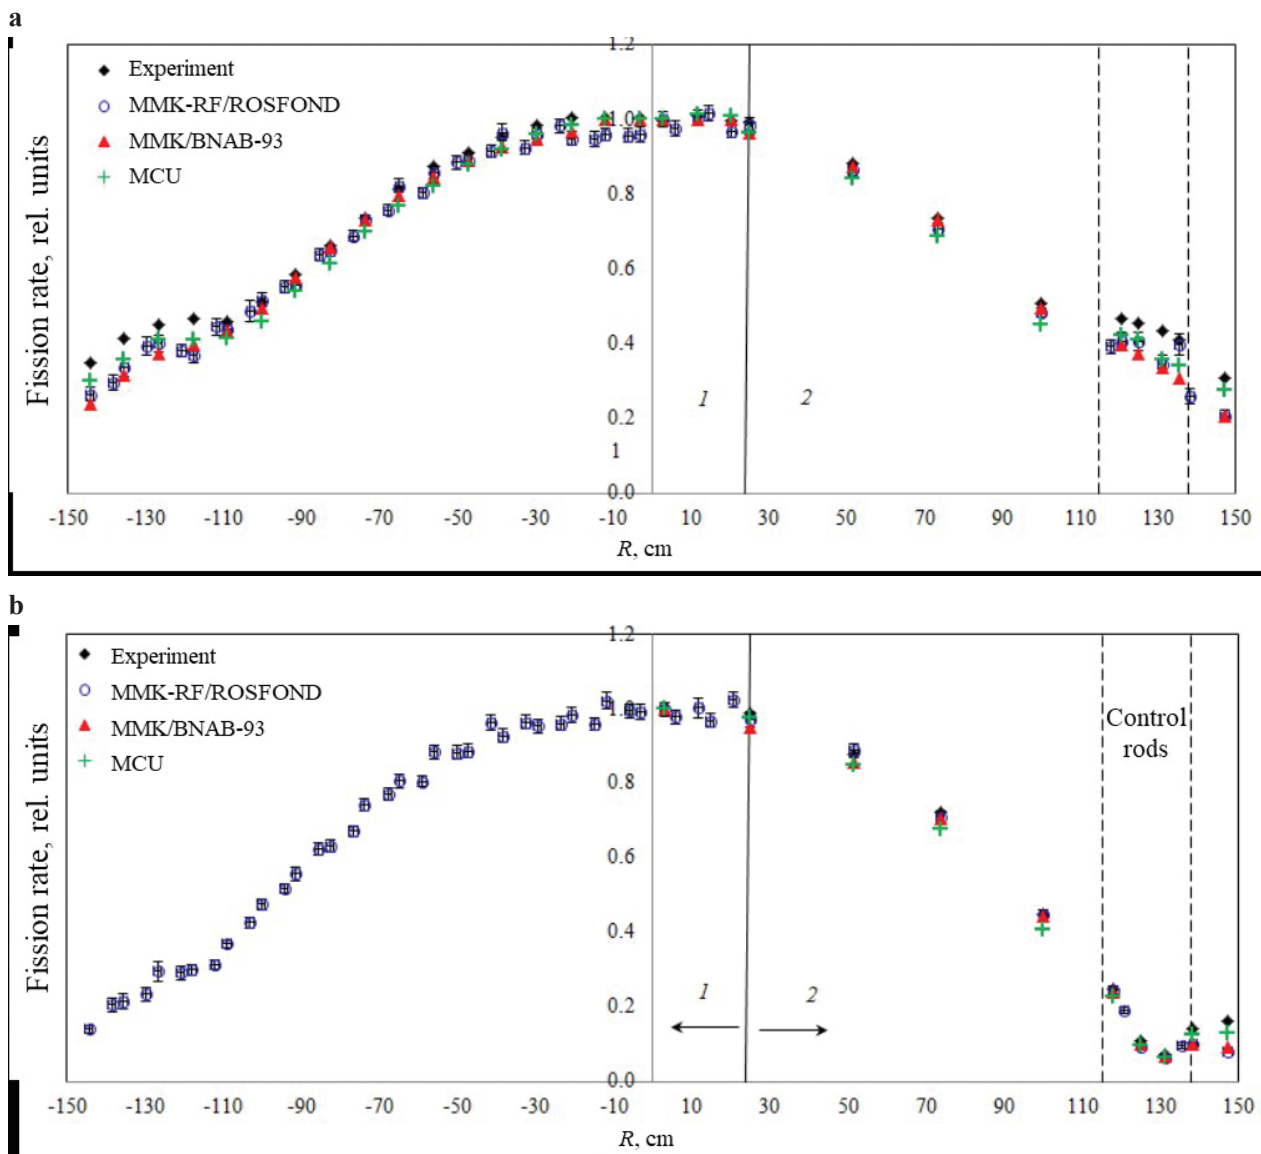 a
1.2
Experiment
MMK-RF/ROSFOND
MMK/BNAB-93
MCU
1.0
0.8
0.6
0.4
0.2
0.0
1
2
1
Fission rate, rel. units
-150 -130 -110 -90 -70 -50 -30 -10 10 30 50 70 90 110 130 150
R, cm
b
1.2
Experiment
MMK-RF/ROSFOND
MMK/BNAB-93
MCU
0.8
0.6
0.4
0.2
0.0
Control
rods
1
2
Fission rate, rel. units
-150 -130 -110 -90 -70 -50 -30 -10 10 30 50 70 90 110 130 150
R, cm